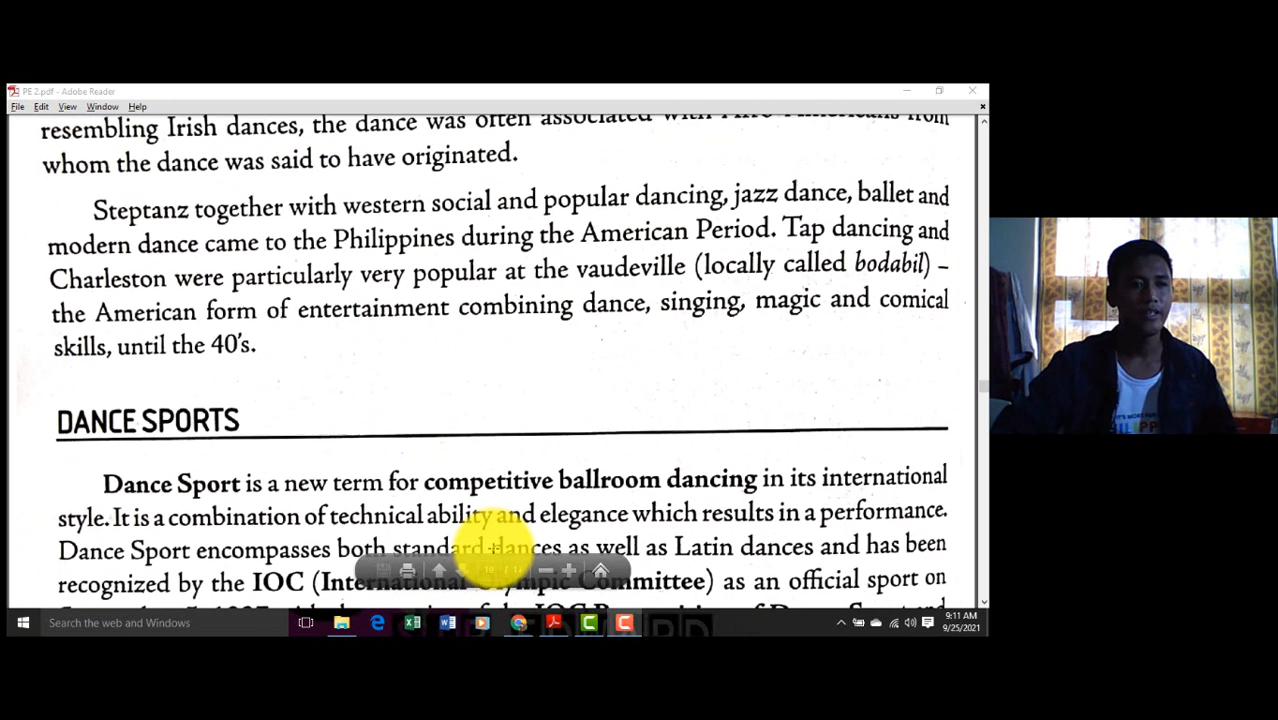 PE 2.pdf - Adobe Reader
File Edit View Window Help
resembling Irish dances, the dance was often associated with Afro-Americans from
whom the dance was said to have originated.
Steptanz together with western social and popular dancing, jazz dance, ballet and
modern dance came to the Philippines during the American Period. Tap dancing and
Charleston were particularly very popular at the vaudeville (locally called bodabil) –
the American form of entertainment combining dance, singing, magic and comical
skills, until the 40's.
DANCE SPORTS
Dance Sport is a new term for competitive ballroom dancing in its international
style. It is a combination of technical ability and elegance which results in a performance.
Dance Sport encompasses both standard dances as well as Latin dances and has been
recognized by the IOC (International Olympic Committee) as an official sport on
Search the web and Windows
9:11 AM
9/25/2021